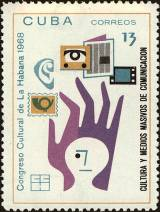 CUBA CORREOS
13
Congreso Cultural de La Habana 1968
CULTURA Y MEDIOS MASIVOS DE COMUNICACION